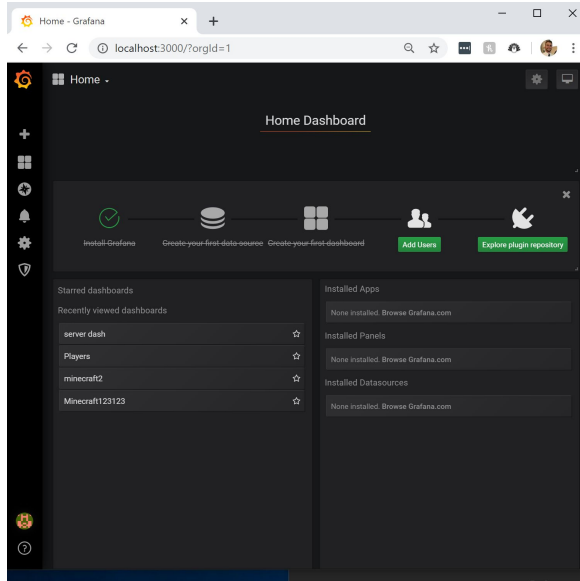 Home - Grafana
localhost:3000/?orgId=1
Home
Home Dashboard
Install Grafana
Create your first data source
Create your first dashboard
Add Users
Explore plugin repository
Starred dashboards
Recently viewed dashboards
server dash
Players
minecraft2
Minecraft123123
Installed Apps
None installed. Browse Grafana.com
Installed Panels
None installed. Browse Grafana.com
Installed Datasources
None installed. Browse Grafana.com